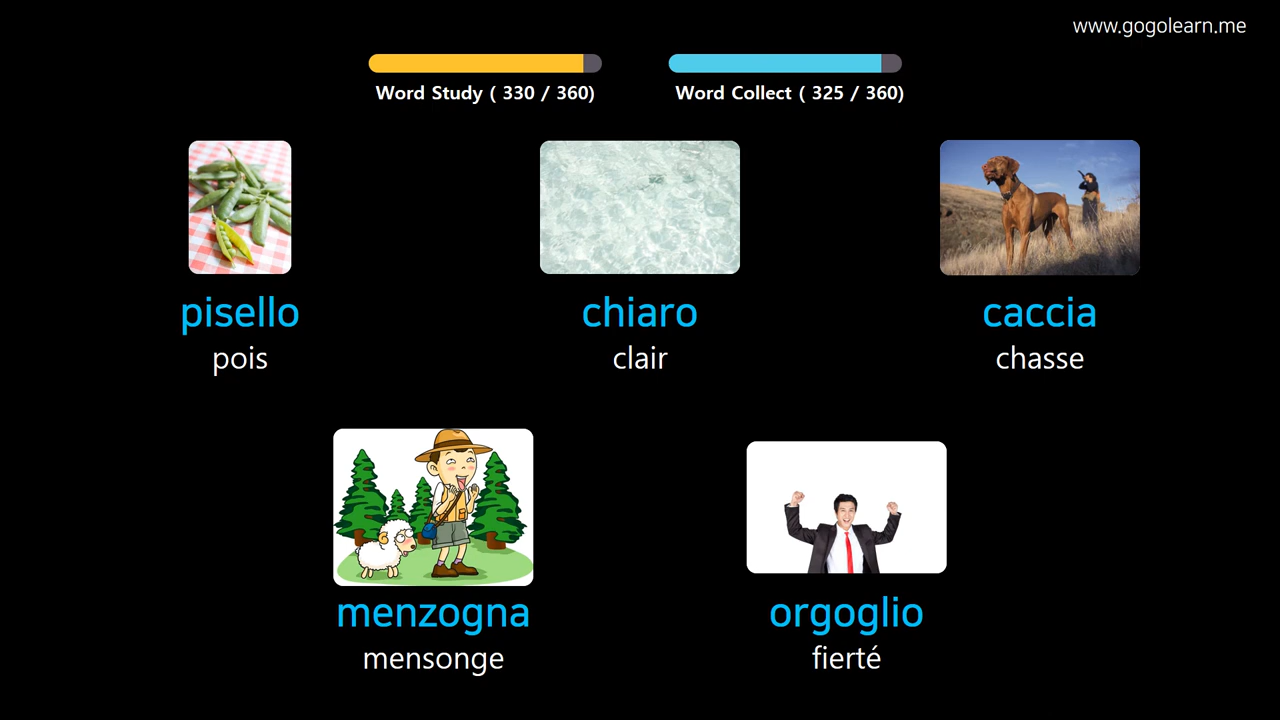 www.gogolearn.me
Word Study ( 330 / 360)
Word Collect ( 325 / 360)
pisello
pois
chiaro
clair
caccia
chasse
menzogna
mensonge
orgoglio
fierté